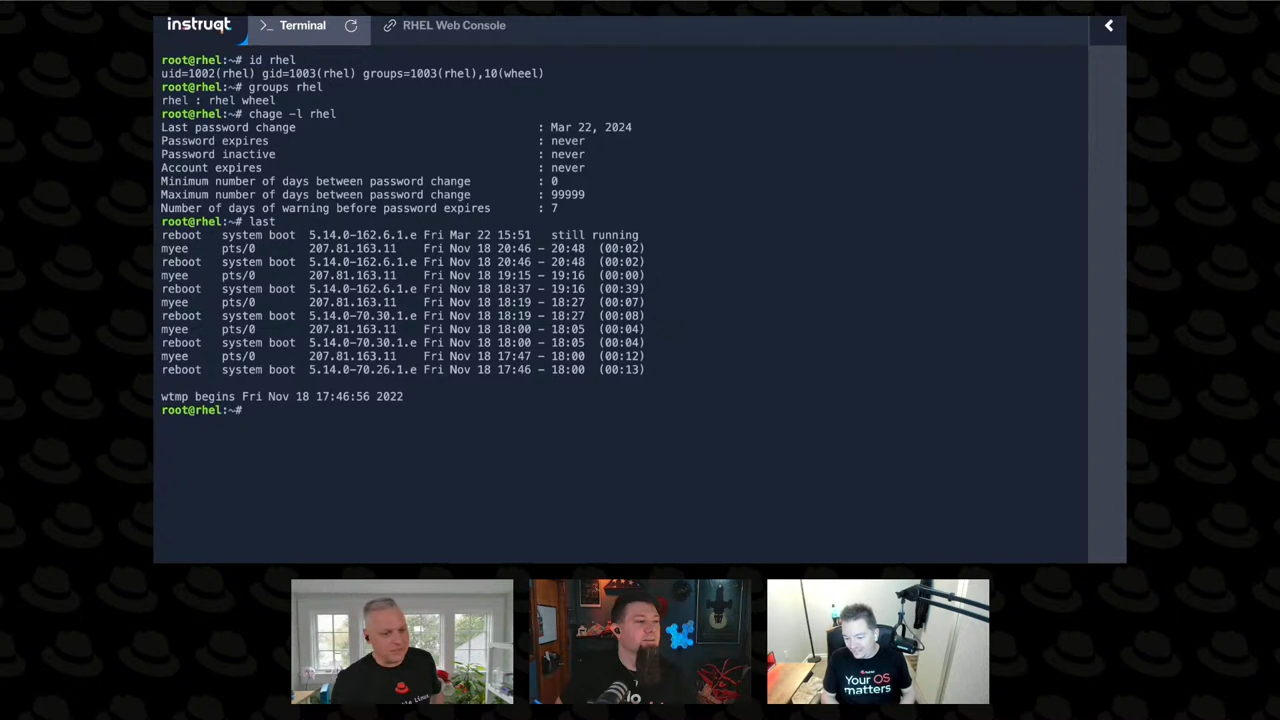 instruqt
>_ Terminal
RHEL Web Console
root@rhel:~# id rhel
uid=1002(rhel) gid=1003(rhel) groups=1003(rhel),10(wheel)
root@rhel:~# groups rhel
rhel : rhel wheel
root@rhel:~# chage -l rhel
Last password change : Mar 22, 2024
Password expires : never
Password inactive : never
Account expires : never
Minimum number of days between password change : 0
Maximum number of days between password change : 99999
Number of days of warning before password expires : 7
root@rhel:~# last
reboot system boot 5.14.0-162.6.1.e Fri Mar 22 15:51 still running
myee pts/0 207.81.163.11 Fri Nov 18 20:46 - 20:48 (00:02)
reboot system boot 5.14.0-162.6.1.e Fri Nov 18 20:46 - 20:48 (00:02)
myee pts/0 207.81.163.11 Fri Nov 18 19:15 - 19:16 (00:00)
reboot system boot 5.14.0-162.6.1.e Fri Nov 18 18:37 - 19:16 (00:39)
myee pts/0 207.81.163.11 Fri Nov 18 18:19 - 18:27 (00:07)
reboot system boot 5.14.0-70.30.1.e Fri Nov 18 18:19 - 18:27 (00:08)
myee pts/0 207.81.163.11 Fri Nov 18 18:00 - 18:05 (00:04)
reboot system boot 5.14.0-70.30.1.e Fri Nov 18 18:00 - 18:05 (00:04)
myee pts/0 207.81.163.11 Fri Nov 18 17:47 - 18:00 (00:12)
reboot system boot 5.14.0-70.26.1.e Fri Nov 18 17:46 - 18:00 (00:13)
wtmp begins Fri Nov 18 17:46:56 2022
root@rhel:~#
Your OS
matters